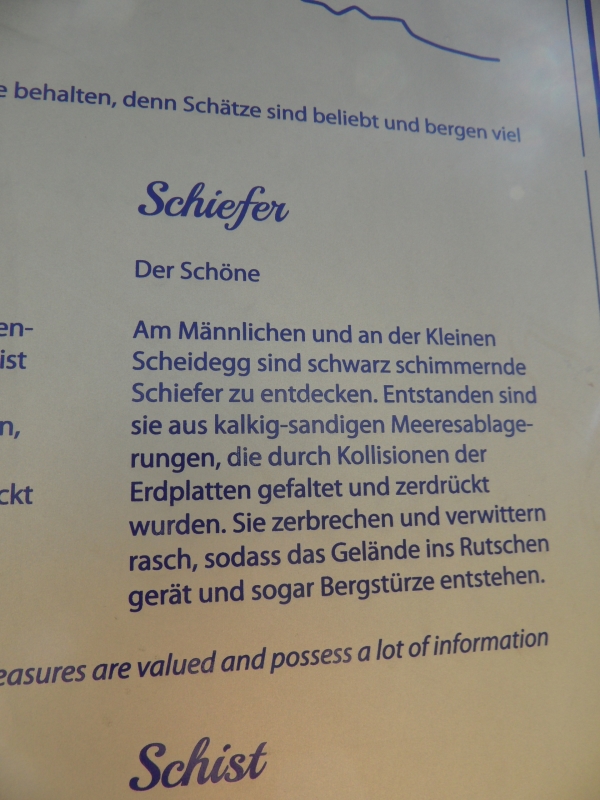 behalten, denn Schätze sind beliebt und bergen viel
Schiefer
Der Schöne
Am Männlichen und an der Kleinen
Scheidegg sind schwarz schimmernde
Schiefer zu entdecken. Entstanden sind
sie aus kalkig-sandigen Meeresablage-
rungen, die durch Kollisionen der
Erdplatten gefaltet und zerdrückt
wurden. Sie zerbrechen und verwittern
rasch, sodass das Gelände ins Rutschen
gerät und sogar Bergstürze entstehen.
en-
ist
n,
ckt
easures are valued and possess a lot of information
Schist